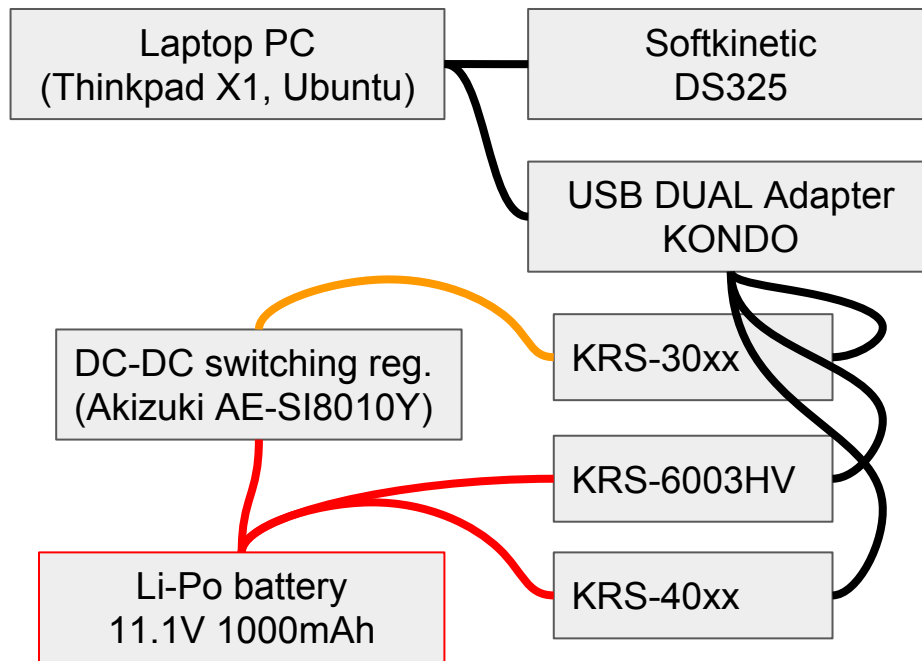 Laptop PC
(Thinkpad X1, Ubuntu)
Softkinetic
DS325
USB DUAL Adapter
KONDO
DC-DC switching reg.
(Akizuki AE-SI8010Y)
KRS-30xx
KRS-6003HV
KRS-40xx
Li-Po battery
11.1V 1000mAh